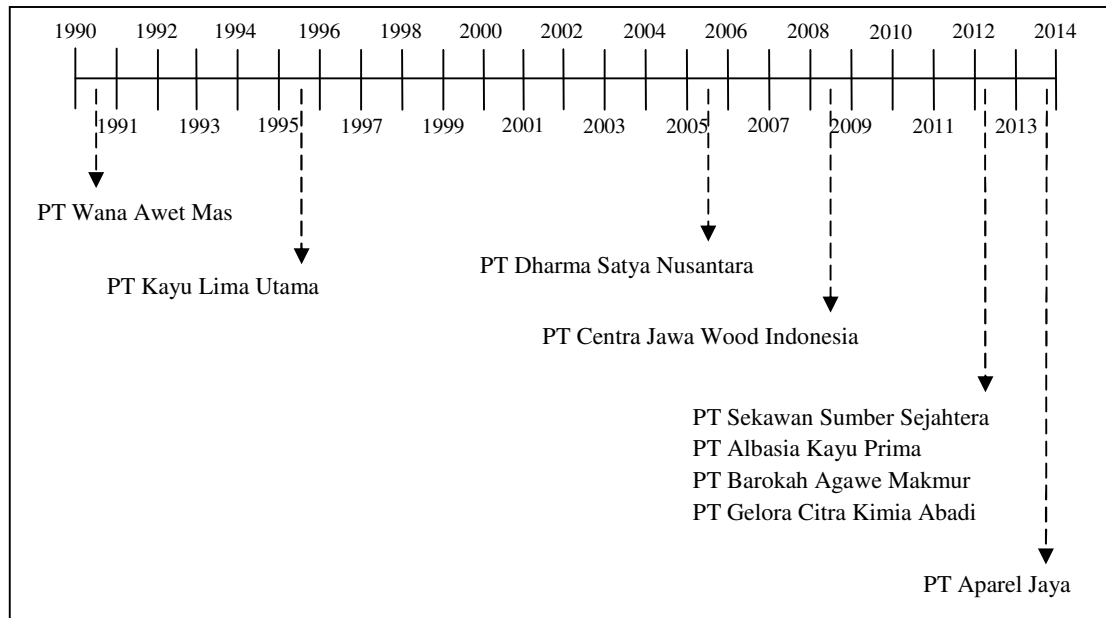 1990 1992 1994 1996 1998 2000 2002 2004 2006 2008 2010 2012 2014
1991 1993 1995 1997 1999 2001 2003 2005 2007 2009 2011 2013
PT Wana Awet Mas
PT Dharma Satya Nusantara
PT Kayu Lima Utama
PT Centra Jawa Wood Indonesia
PT Sekawan Sumber Sejahtera
PT Albasia Kayu Prima
PT Barokah Agawe Makmur
PT Gelora Citra Kimia Abadi
PT Aparel Jaya